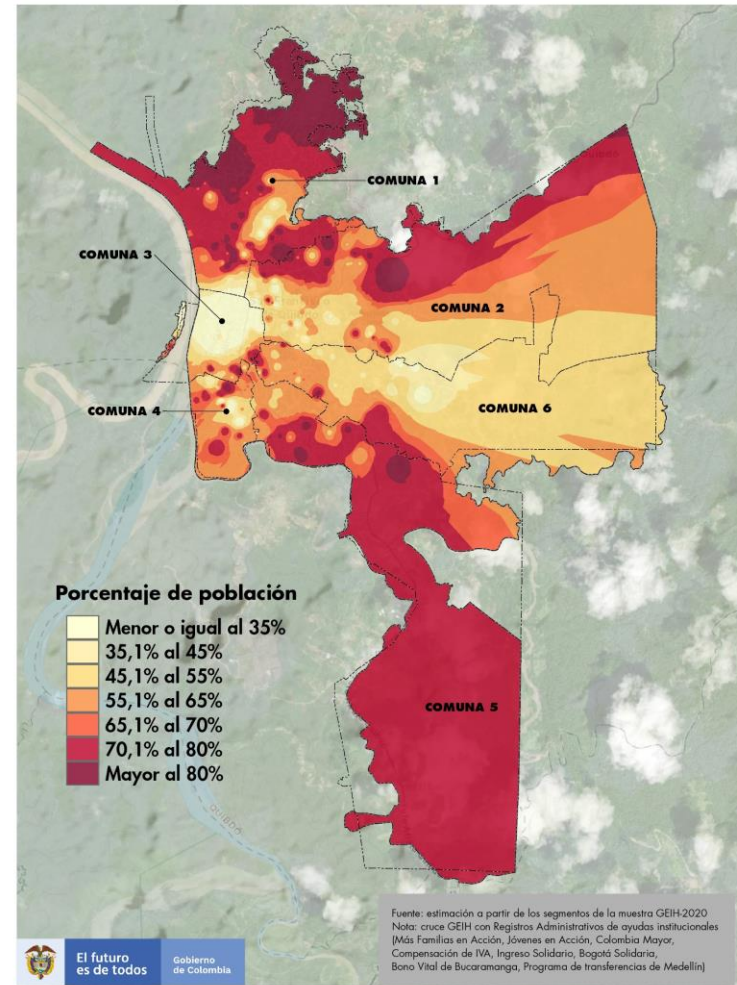 COMUNA 1
COMUNA 3
COMUNA 2
COMUNA 4
COMUNA 6
Porcentaje de población
Menor o igual al 35%
35,1% al 45%
45,1% al 55%
55,1% al 65%
65,1% al 70%
70,1% al 80%
Mayor al 80%
COMUNA 5
QUIBDÓ
Fuente: estimación a partir de los segmentos de la muestra GEIH-2020
Nota: cruce GEIH con Registros Administrativos de ayudas institucionales
(Más Familias en Acción, Jóvenes en Acción, Colombia Mayor,
Compensación de IVA, Ingreso Solidario, Bogotá Solidaria,
Bono Vital de Bucaramanga, Programa de transferencias de Medellín)
El futuro
es de todos
Gobierno
de Colombia